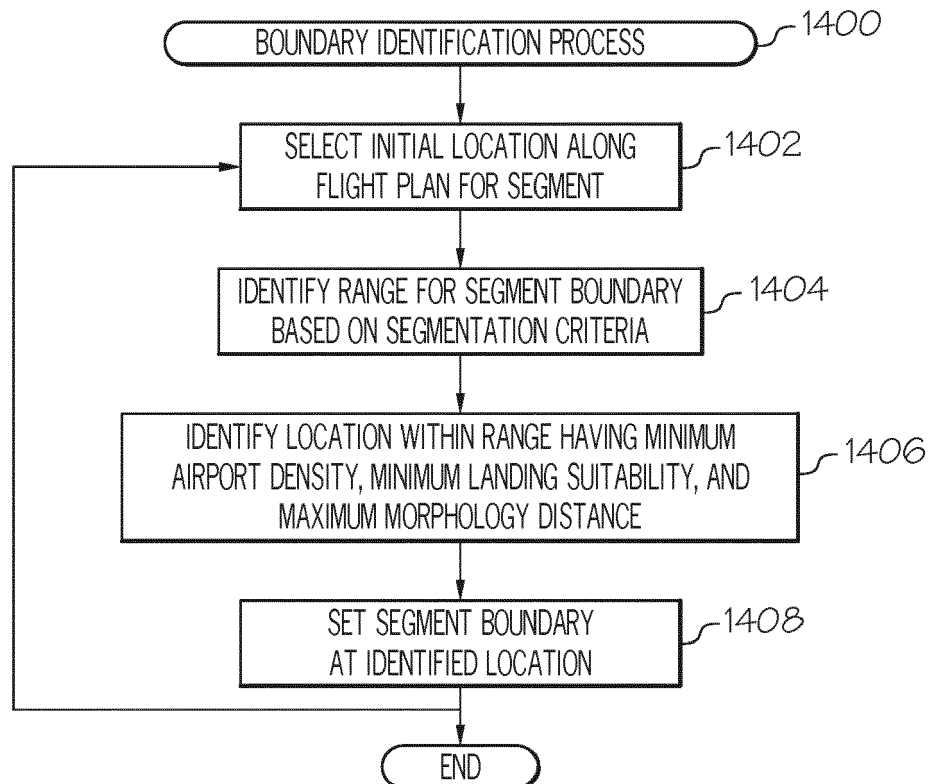 BOUNDARY IDENTIFICATION PROCESS
1400
SELECT INITIAL LOCATION ALONG
FLIGHT PLAN FOR SEGMENT
1402
IDENTIFY RANGE FOR SEGMENT BOUNDARY
BASED ON SEGMENTATION CRITERIA
1404
IDENTIFY LOCATION WITHIN RANGE HAVING MINIMUM
AIRPORT DENSITY, MINIMUM LANDING SUITABILITY, AND
MAXIMUM MORPHOLOGY DISTANCE
1406
SET SEGMENT BOUNDARY
AT IDENTIFIED LOCATION
1408
END